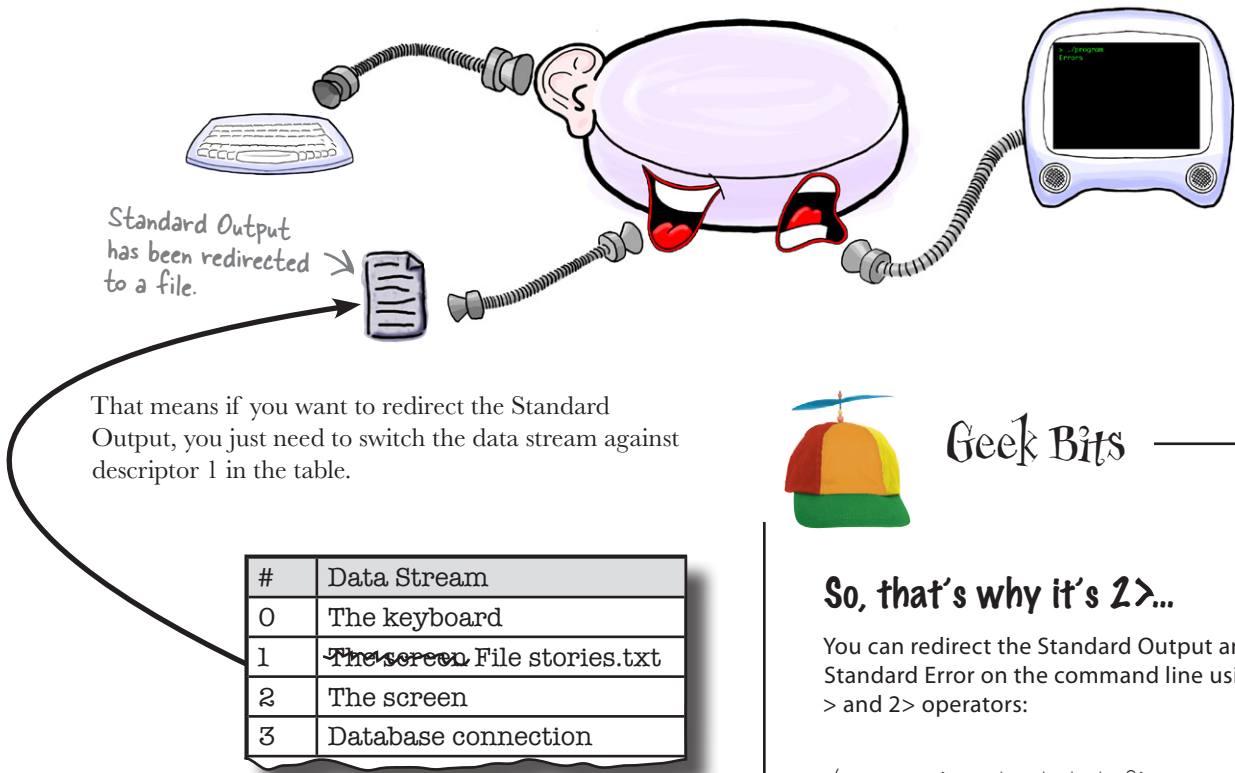 > ./program
Errors
Standard Output
has been redirected
to a file.
That means if you want to redirect the Standard
Output, you just need to switch the data stream against
descriptor 1 in the table.
# Data Stream
0 The keyboard
1 The screen File stories.txt
2 The screen
3 Database connection
Geek Bits
So, that's why it's 2>...
You can redirect the Standard Output
Standard Error on the command line
> and 2> operators: